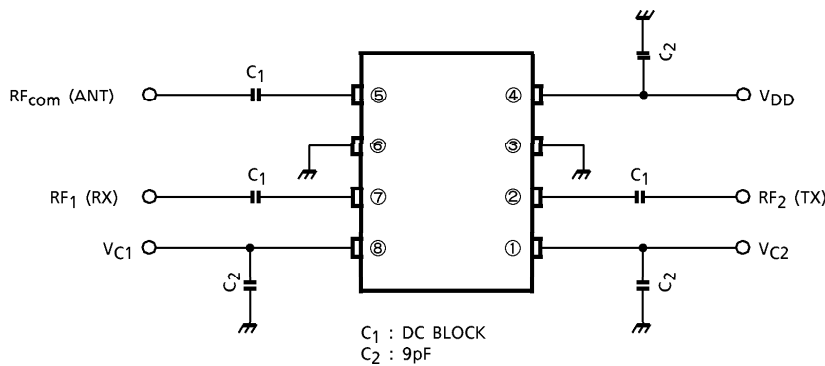 C2
C1
RFcom (ANT)
⑤
④
VDD
⑥
③
C1
C1
RF1 (RX)
⑦
②
RF2 (TX)
VC1
⑧
①
VC2
C2
C2
C1 : DC BLOCK
C2 : 9pF